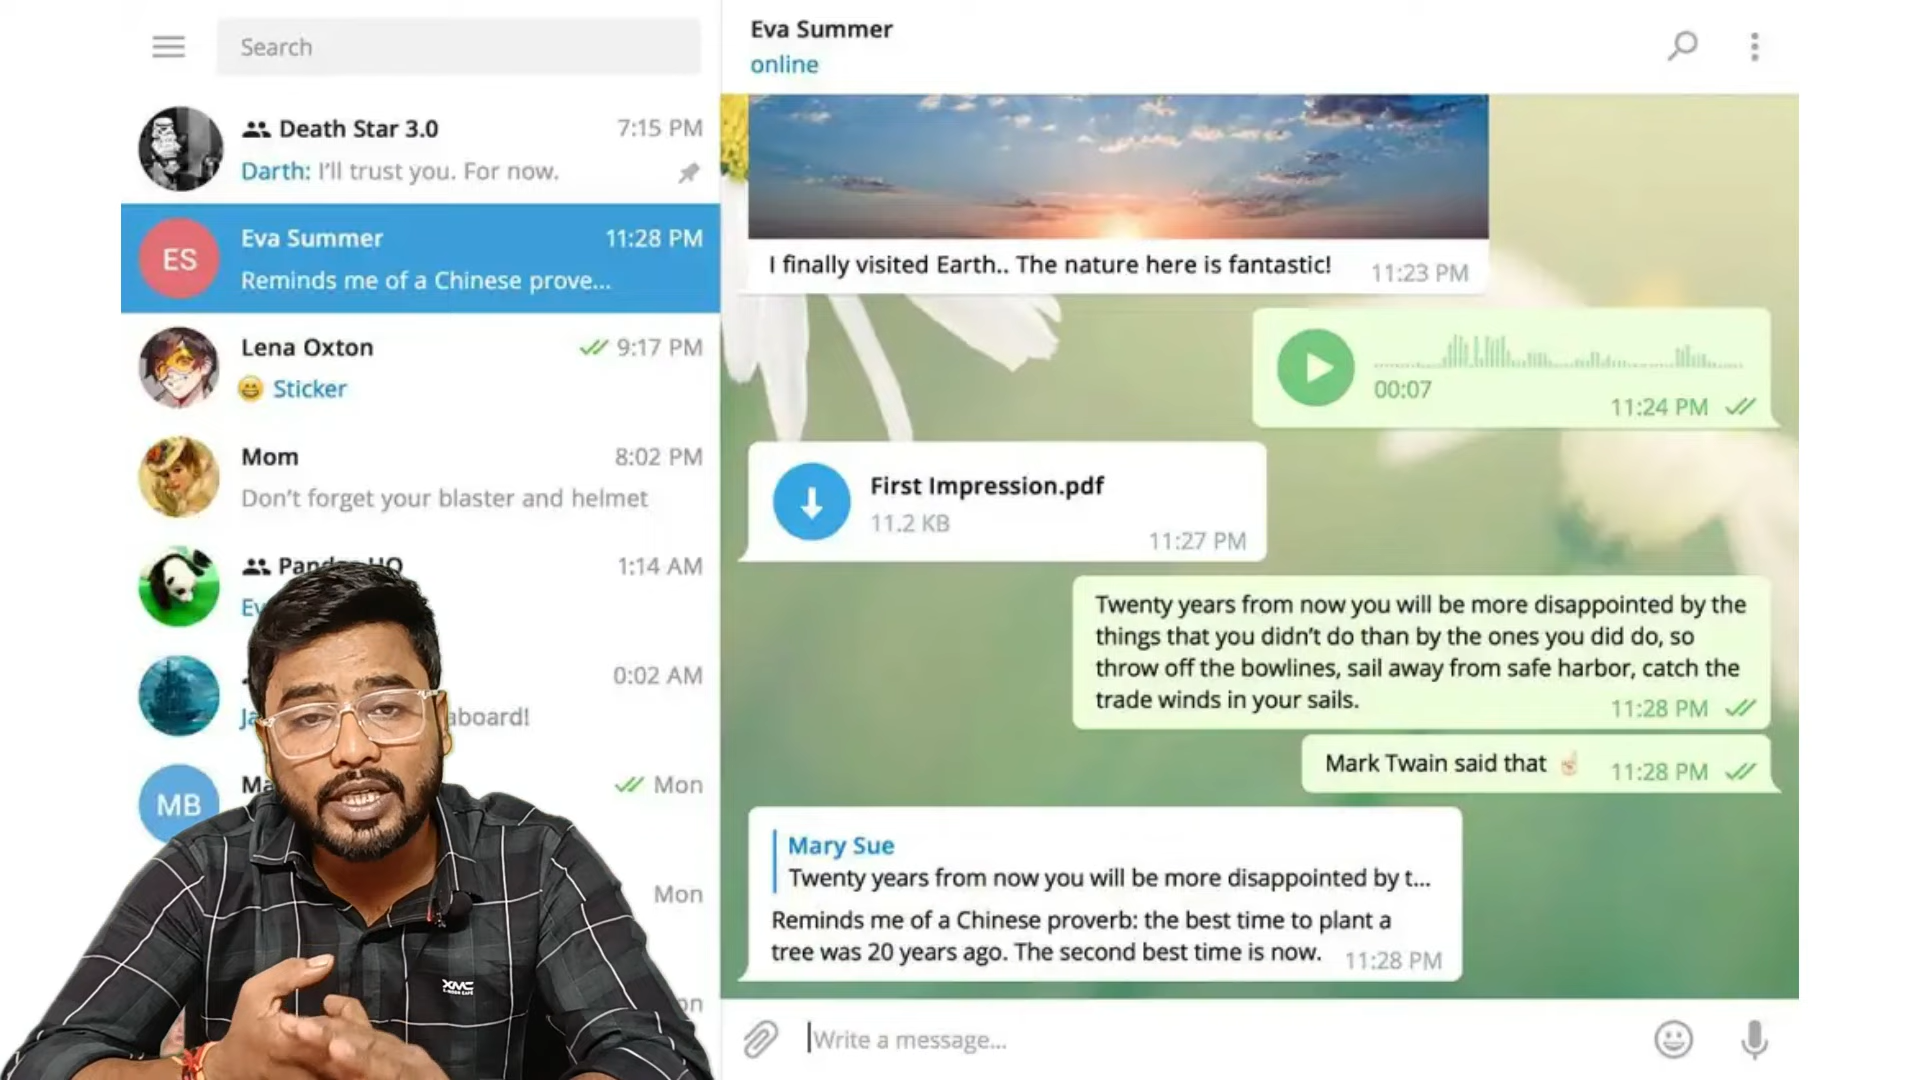 Search
Death Star 3.0
7:15 PM
Darth: I'll trust you. For now.
ES
Eva Summer
11:28 PM
Reminds me of a Chinese prove...
Lena Oxton
9:17 PM
Sticker
Mom
8:02 PM
Don't forget your blaster and helmet
1:14 AM
0:02 AM
aboard!
MB
Mon
Mon
XMC
Eva Summer
online
I finally visited Earth.. The nature here is fantastic!
11:23 PM
00:07
11:24 PM
First Impression.pdf
11.2 KB
11:27 PM
Twenty years from now you will be more disappointed by the
things that you didn't do than by the ones you did do, so
throw off the bowlines, sail away from safe harbor, catch the
trade winds in your sails.
11:28 PM
Mark Twain said that ☝🏻
11:28 PM
Mary Sue
Twenty years from now you will be more disappointed by t...
Reminds me of a Chinese proverb: the best time to plant a
tree was 20 years ago. The second best time is now.
11:28 PM
Write a message...